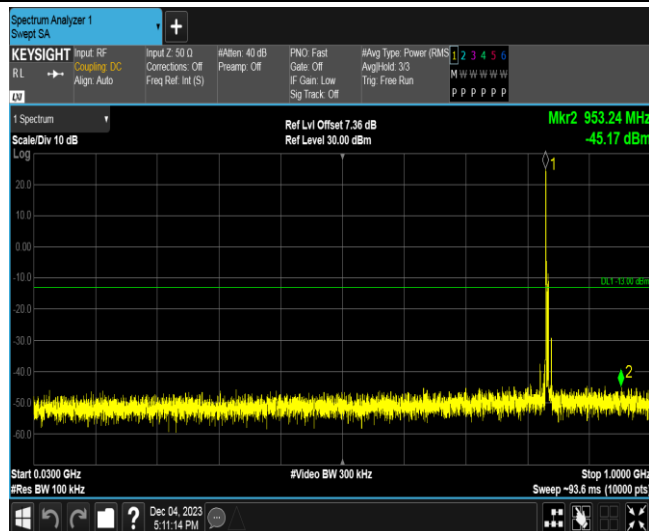 Spectrum Analyzer 1
Swept SA
KEYSIGHT
RL
Input: RF
Coupling: DC
Align: Auto
Input Z: 50 Ω
Corrections: Off
Freq Ref: Int (S)
#Atten: 40 dB
Preamp: Off
PNO: Fast
Gate: Off
IF Gain: Low
Sig Track: Off
#Avg Type: Power (RMS
Avg|Hold: 3/3
Trig: Free Run
1 2 3 4 5 6
M W W W W W
P P P P P P
1 Spectrum
Scale/Div 10 dB
Log
Ref Lvl Offset 7.36 dB
Ref Level 30.00 dBm
Mkr2 953.24 MHz
-45.17 dBm
1
20.0
10.0
0.00
-10.0
DL1 -13.00 dBm
-20.0
-30.0
-40.0
2
-50.0
-60.0
Start 0.0300 GHz
#Res BW 100 kHz
#Video BW 300 kHz
Stop 1.0000 GHz
Sweep ~93.6 ms (10000 pts)
?
Dec 04, 2023
5:11:14 PM